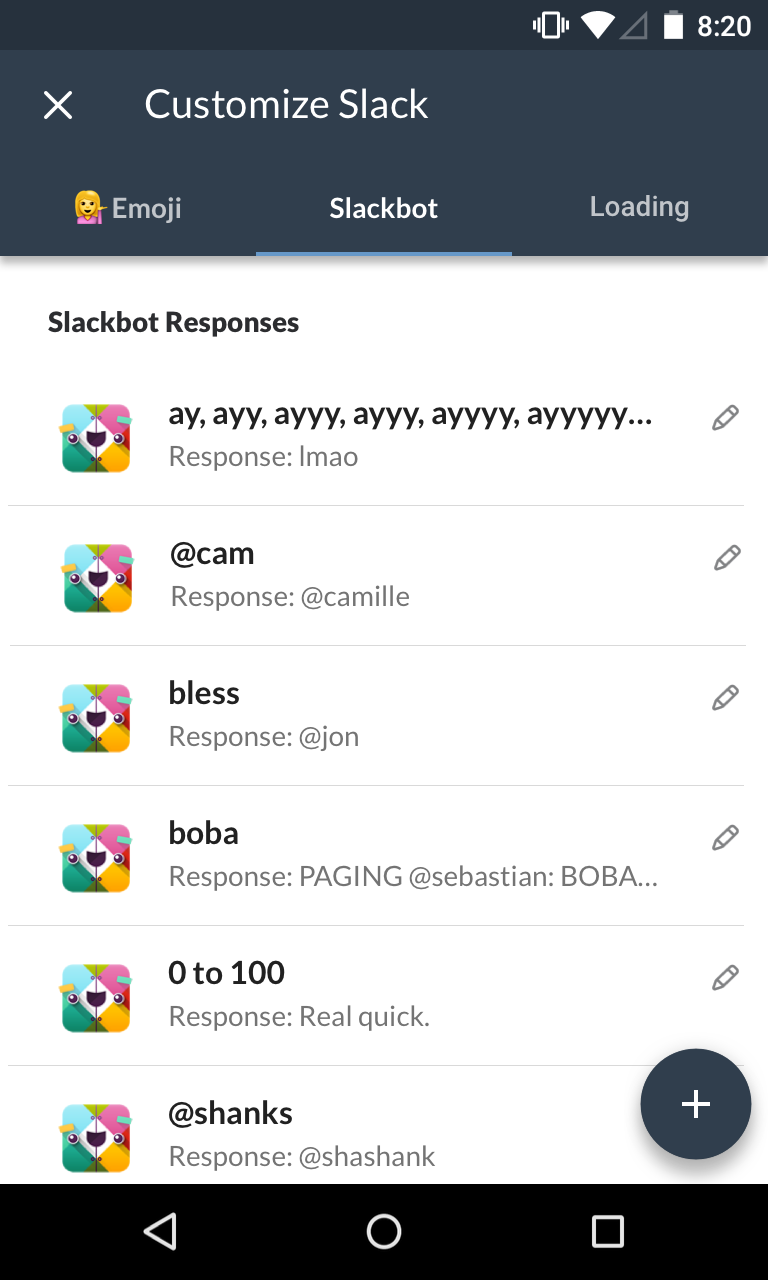 8:20
Customize Slack
Emoji
Slackbot
Loading
Slackbot Responses
ay, ayy, ayyy, ayyy, ayyyy, ayyyyy...
Response: lmao
@cam
Response: @camille
bless
Response: @jon
boba
Response: PAGING @sebastian: BOBA...
0 to 100
Response: Real quick.
@shanks
Response: @shashank